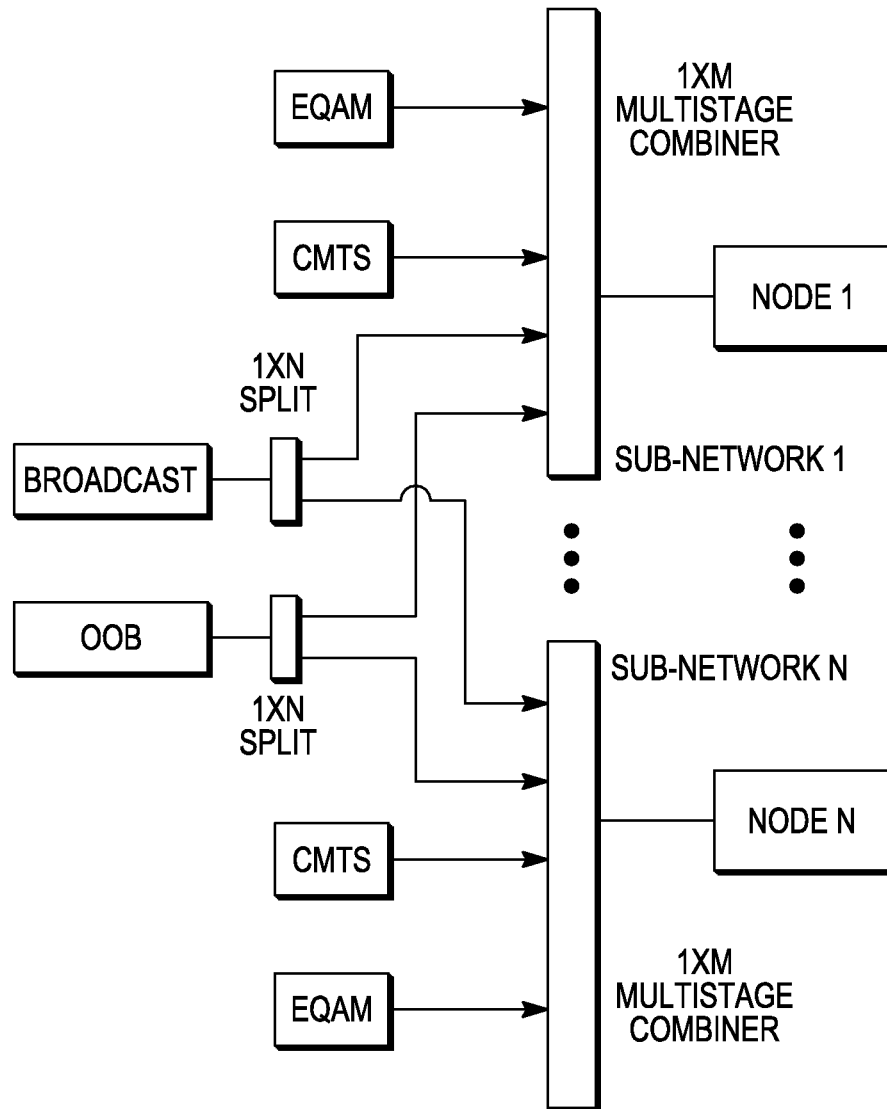 EQAM
1XM
MULTISTAGE
COMBINER
CMTS
NODE 1
1XN
SPLIT
BROADCAST
SUB-NETWORK 1
OOB
SUB-NETWORK N
1XN
SPLIT
NODE N
CMTS
1XM
MULTISTAGE
COMBINER
EQAM